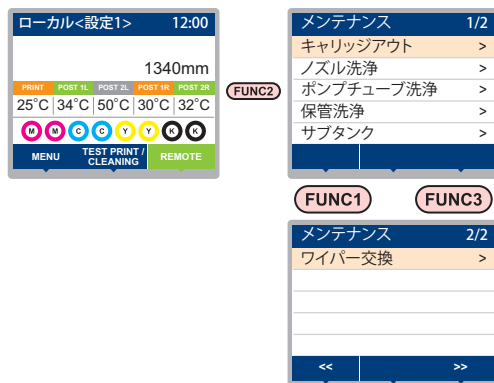 ローカル<設定1> 12:00
1340mm
PRINT POST 1L POST 2L POST 1R POST 2R
25°C 34°C 50°C 30°C 32°C
M M C C Y Y K K
MENU TEST PRINT / CLEANING REMOTE
FUNC2
メンテナンス 1/2
キャリッジアウト >
ノズル洗浄 >
ポンプチューブ洗浄 >
保管洗浄 >
サブタンク >
FUNC1 FUNC3
メンテナンス 2/2
ワイパー交換 >
<< >>